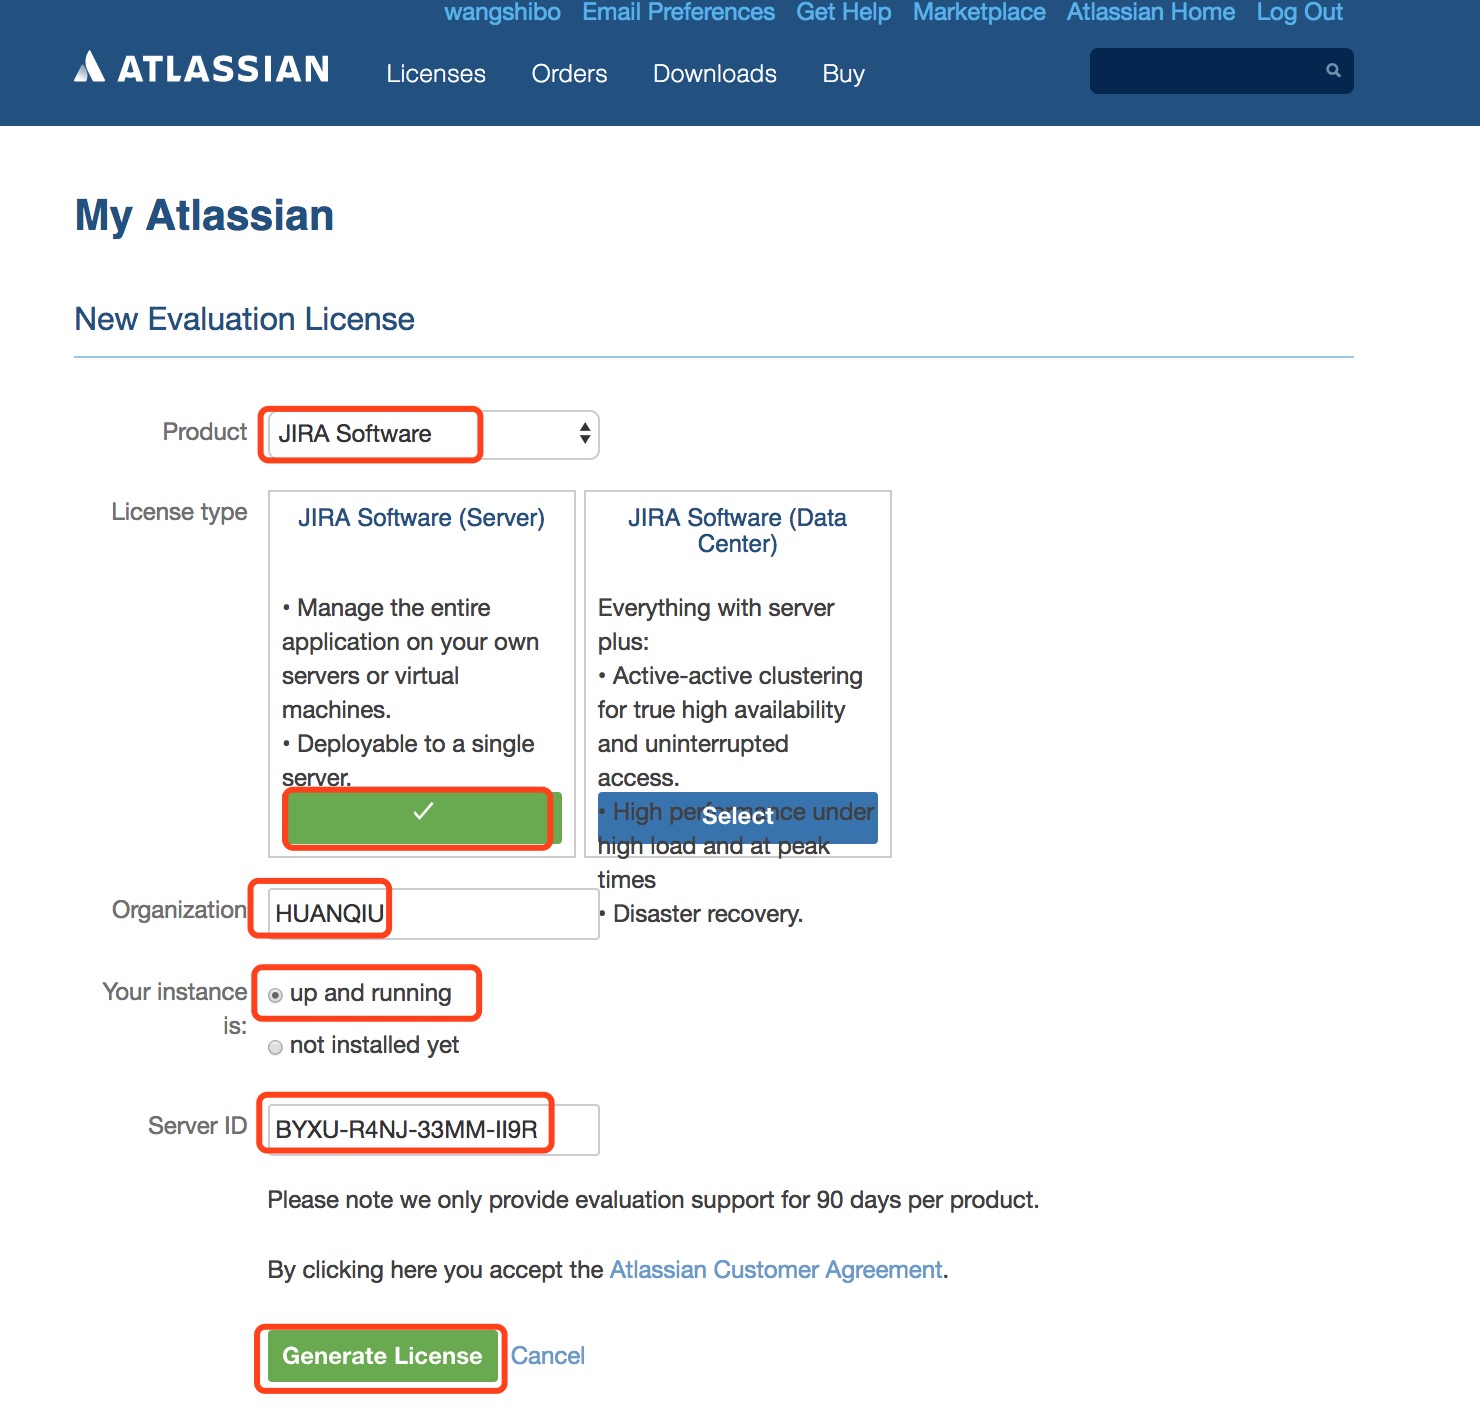 wangshibo Email Preferences Get Help Marketplace Atlassian Home Log Out
ATLASSIAN Licenses Orders Downloads Buy
My Atlassian
New Evaluation License
Product JIRA Software
License type
JIRA Software (Server)
• Manage the entire
application on your own
servers or virtual
machines.
• Deployable to a single
server.
JIRA Software (Data
Center)
Everything with server
plus:
• Active-active clustering
for true high availability
and uninterrupted
access.
• High performance under
Select
high load and at peak
times
• Disaster recovery.
Organization HUANQIU
Your instance
is:
up and running
not installed yet
Server ID BYXU-R4NJ-33MM-II9R
Please note we only provide evaluation support for 90 days per product.
By clicking here you accept the Atlassian Customer Agreement.
Generate License Cancel